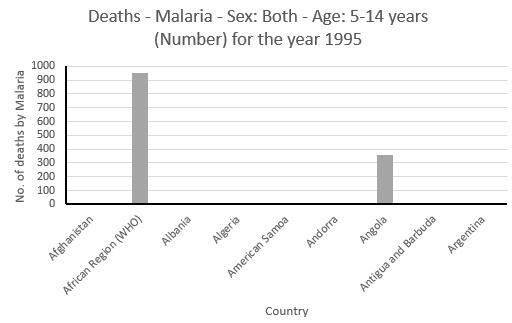 Deaths - Malaria - Sex: Both - Age: 5-14 years
(Number) for the year 1995
No. of deaths by Malaria
1000
900
800
700
600
500
400
300
200
100
0
Afghanistan
African Region (WHO)
Albania
Algeria
American Samoa
Andorra
Angola
Antigua and Barbuda
Argentina
Country